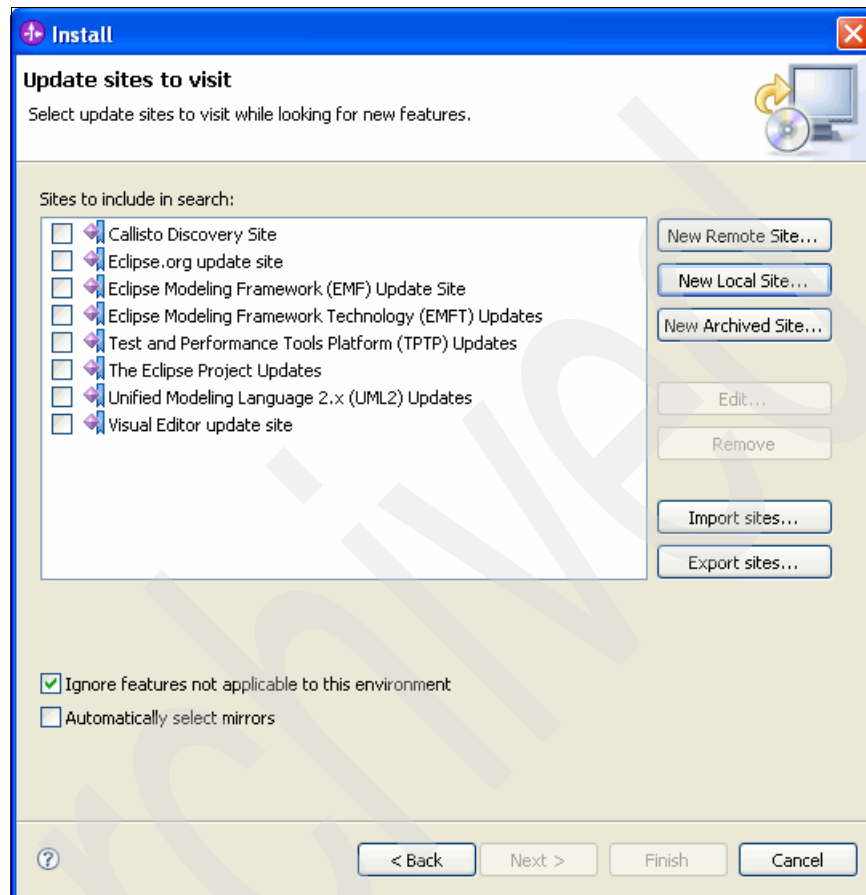 Install
Update sites to visit
Select update sites to visit while looking for new features.
Sites to include in search:
Callisto Discovery Site
Eclipse.org update site
Eclipse Modeling Framework (EMF) Update Site
Eclipse Modeling Framework Technology (EMFT) Updates
Test and Performance Tools Platform (TPTP) Updates
The Eclipse Project Updates
Unified Modeling Language 2.x (UML2) Updates
Visual Editor update site
New Remote Site...
New Local Site...
New Archived Site...
Edit...
Remove
Import sites...
Export sites...
Ignore features not applicable to this environment
Automatically select mirrors
?
< Back
Next >
Finish
Cancel
rchived